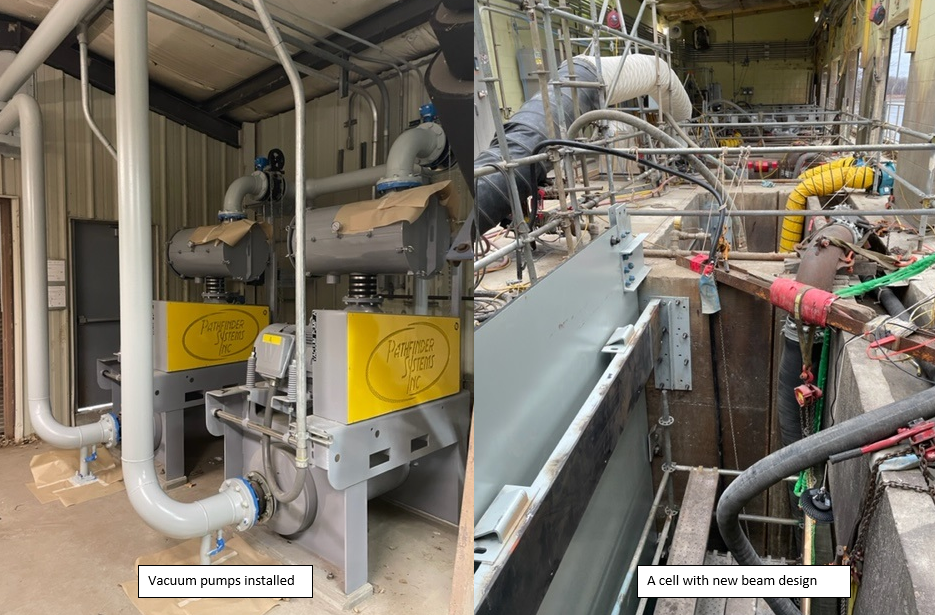 PATHFINDER
SYSTEMS
INC
PATHFINDER
SYSTEMS
INC
Vacuum pumps installed
A cell with new beam design